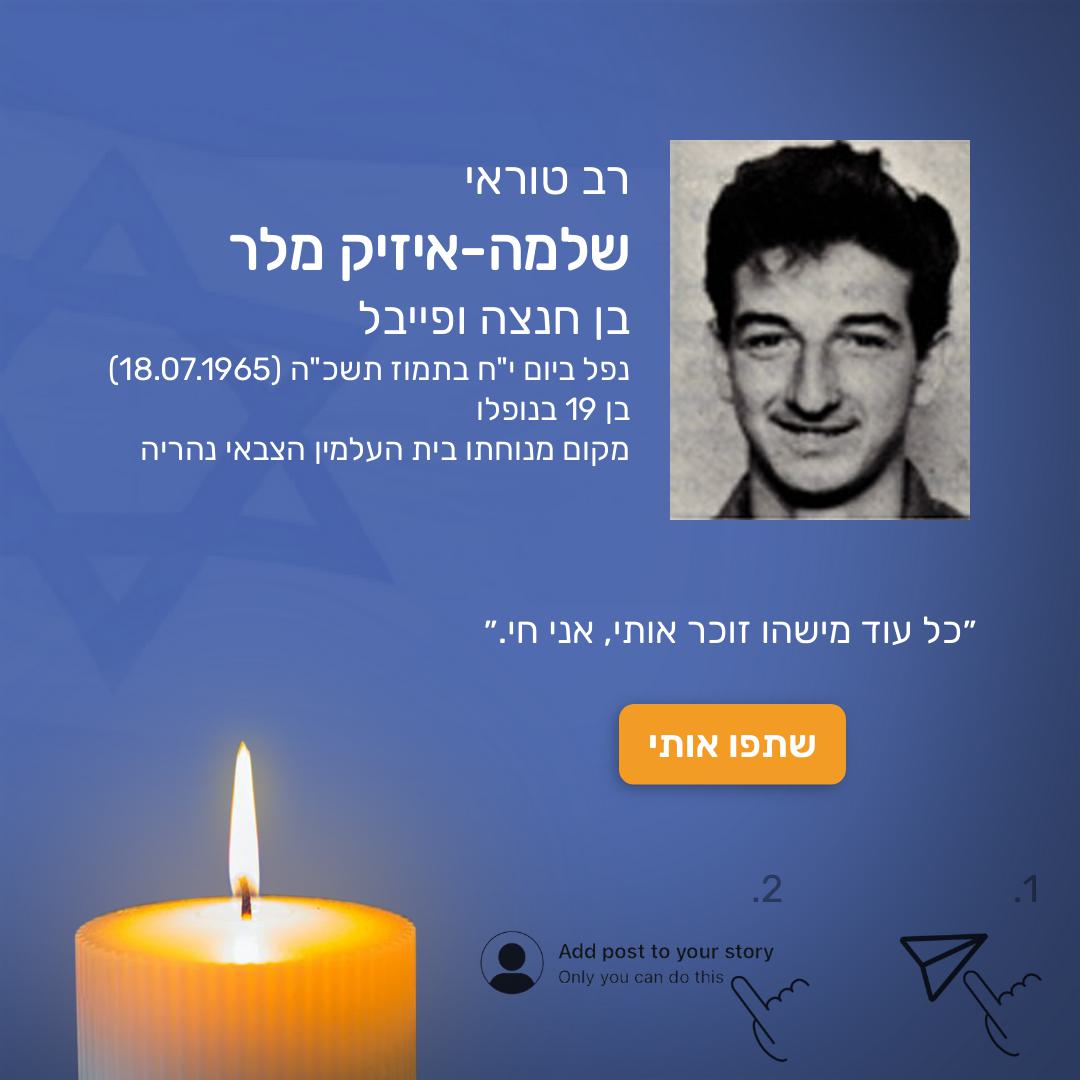 רב טוראי
שלמה-איזיק מלר
בן חנצה ופייבל
נפל ביום י"ח בתמוז תשכ"ה (18.07.1965)
בן 19 בנופלו
מקום מנוחתו בית העלמין הצבאי נהריה
״כל עוד מישהו זוכר אותי, אני חי.״
שתפו אותי
1.
2.
Add post to your story
Only you can do this